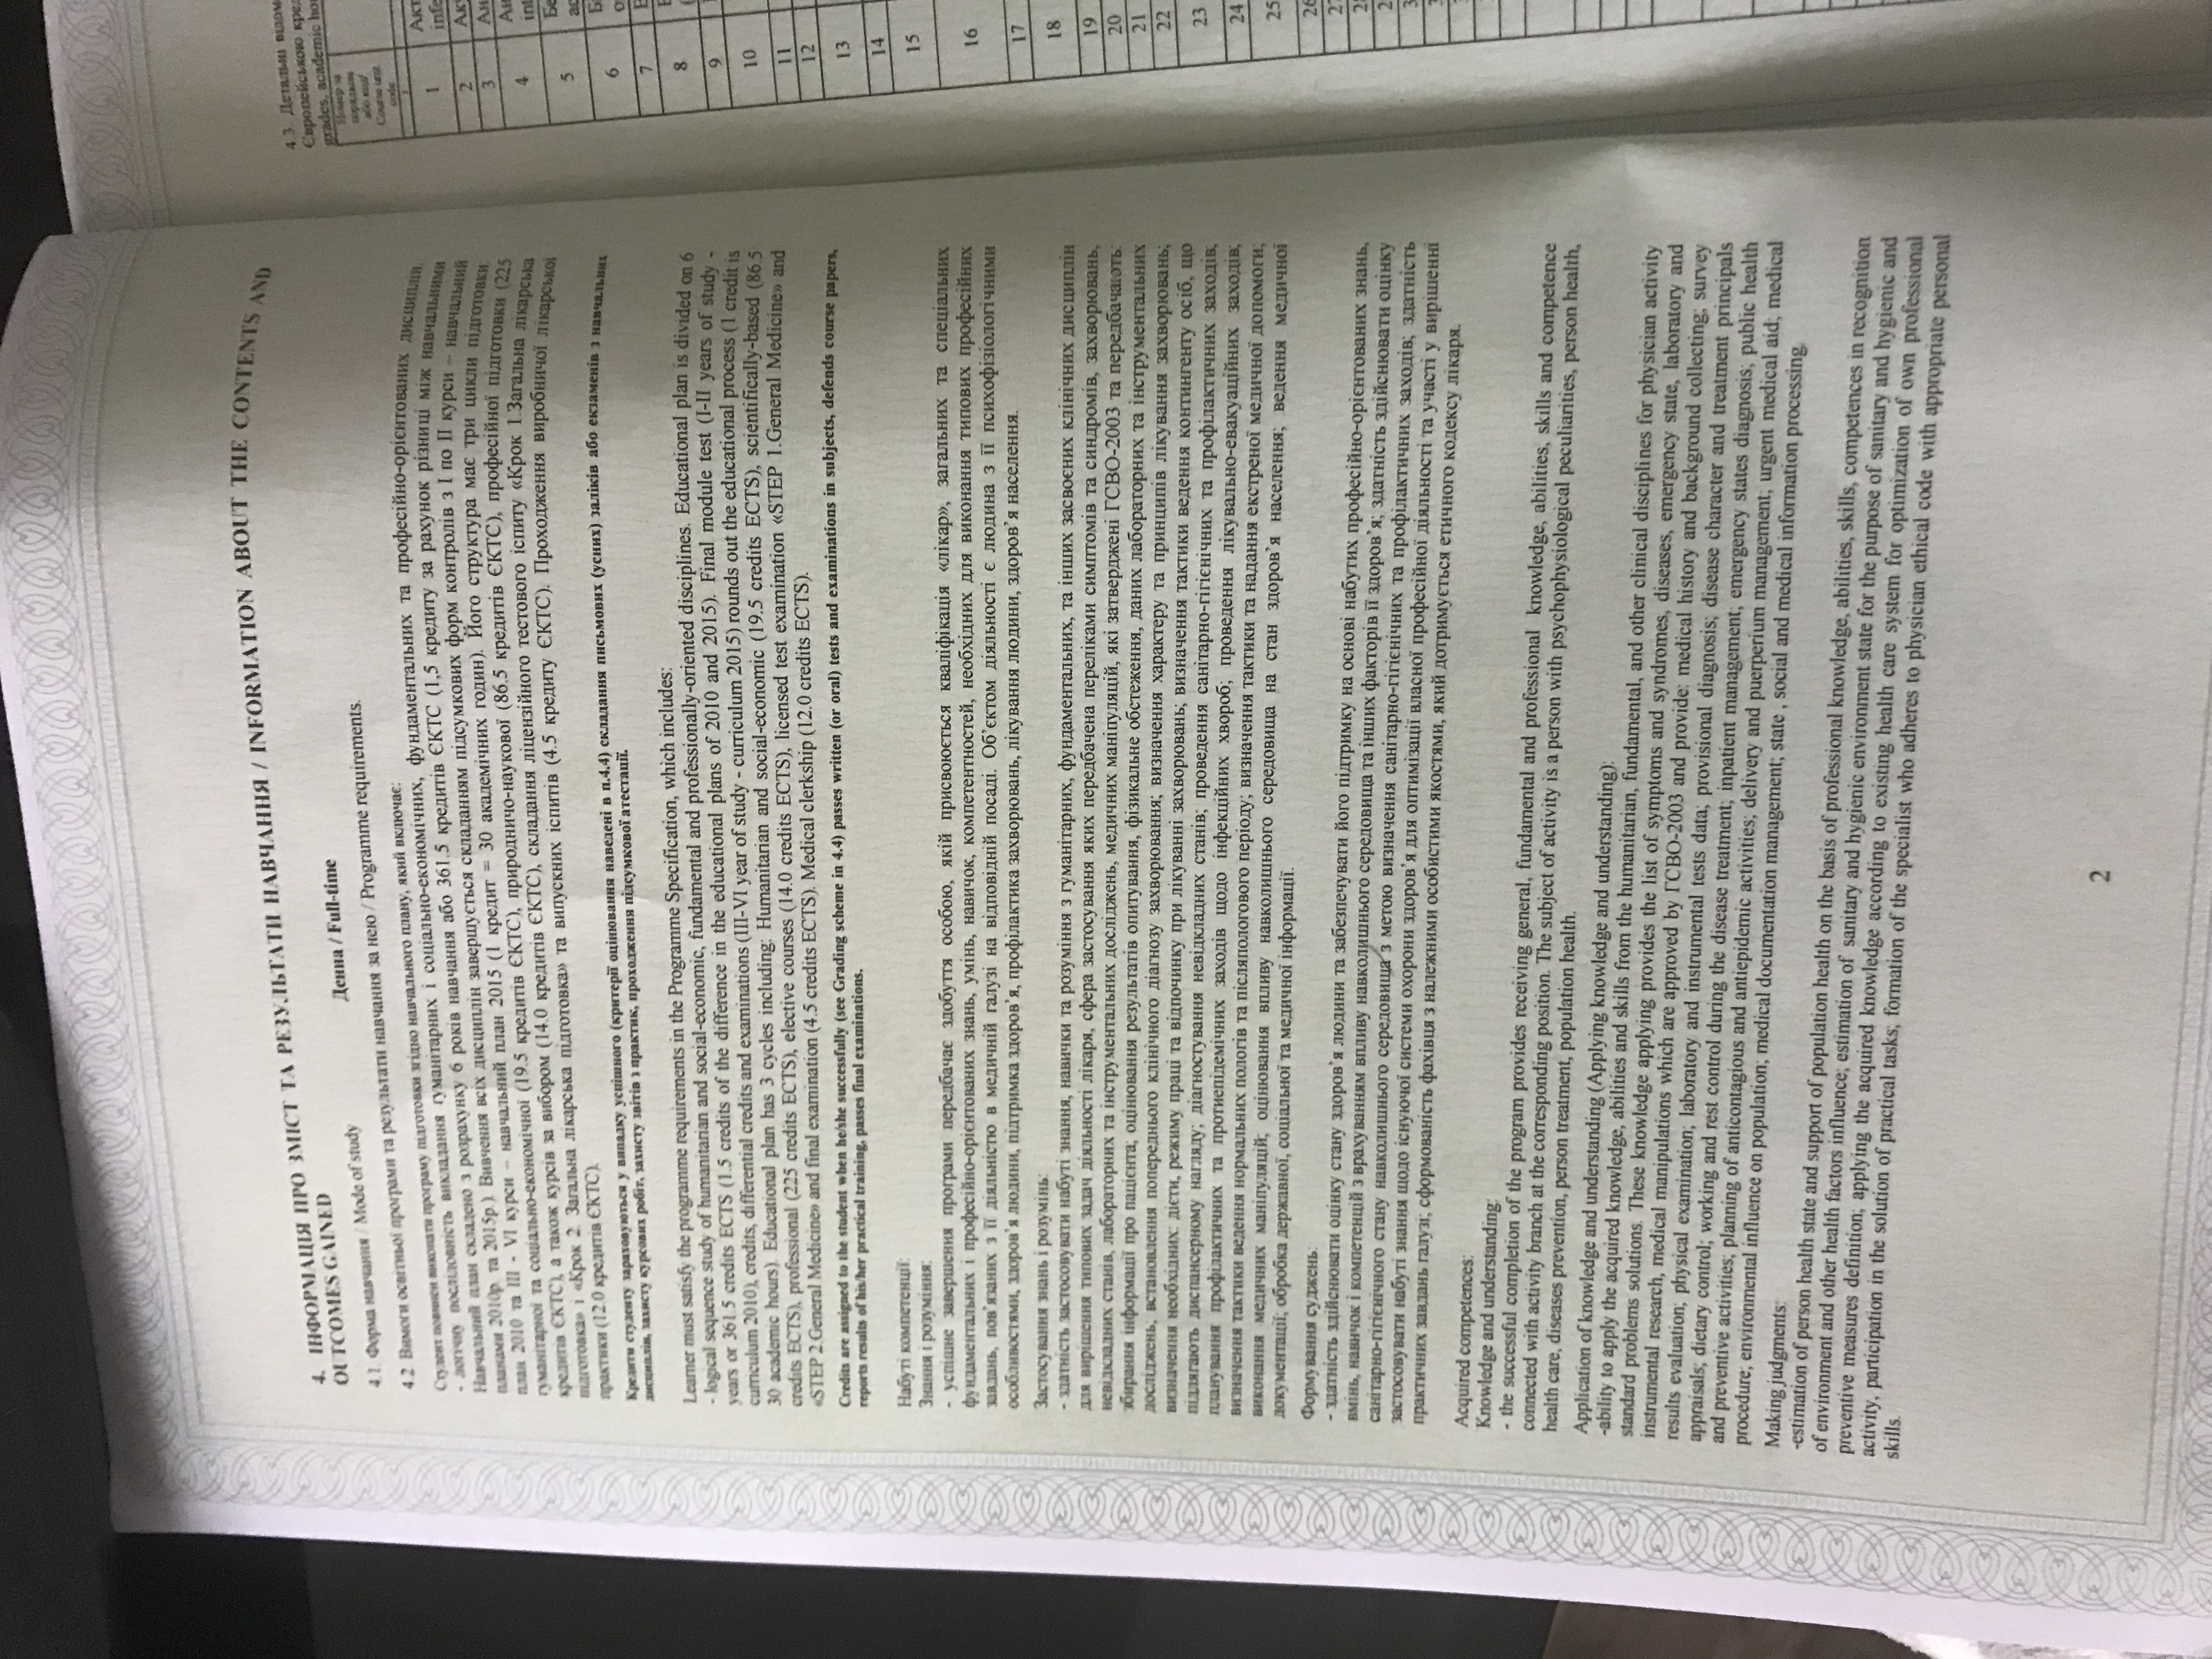 4. ІНФОРМАЦІЯ ПРО ЗМІСТ ТА РЕЗУЛЬТАТИ НАВЧАННЯ / INFORMATION ABOUT THE CONTENTS AND
OUTCOMES GAINED
4.1. Форма навчання / Mode of study Денна / Full-time
4.2 Вимоги освітньої програми та результати навчання за нею / Programme requirements.
Студент повинен виконати програму підготовки згідно навчального плану, який включає:
- логічну послідовність викладання гуманітарних і соціально-економічних, фундаментальних та професійно-орієнтованих дисциплін.
Навчальний план складено з розрахунку 6 років навчання або 361.5 кредитів ЄКТС (1,5 кредиту за рахунок різниці між навчальними
планами 2010р. та 2015р.). Вивчення всіх дисциплін завершується складанням підсумкових форм контролів з І по ІІ курси – навчальний
план 2010 та ІІІ - VI курси – навчальний план 2015 (1 кредит = 30 академічних годин). Його структура має три цикли підготовки:
гуманітарної та соціально-економічної (19.5 кредитів ЄКТС), природничо-наукової (86.5 кредитів ЄКТС), професійної підготовки (225
кредитів ЄКТС), а також курсів за вибором (14.0 кредитів ЄКТС), складання ліцензійного тестового іспиту «Крок 1.Загальна лікарська
підготовка» і «Крок 2. Загальна лікарська підготовка» та випускних іспитів (4.5 кредиту ЄКТС). Проходження виробничої лікарської
практики (12.0 кредитів ЄКТС).
Кредити студенту зараховуються у випадку успішного (критерії оцінювання наведені в п.4.4) складання письмових (усних) заліків або екзаменів з навчальних
дисциплін, захисту курсових робіт, захисту звітів з практик, проходження підсумкової атестації.
Learner must satisfy the programme requirements in the Programme Specification, which includes:
- logical sequence study of humanitarian and social-economic, fundamental and professionally-oriented disciplines. Educational plan is divided on 6
years or 361.5 credits ECTS (1.5 credits of the difference in the educational plans of 2010 and 2015). Final module test (I-II years of study -
curriculum 2010), credits, differential credits and examinations (III-VI year of study - curriculum 2015) rounds out the educational process (1 credit is
30 academic hours). Educational plan has 3 cycles including: Humanitarian and social-economic (19.5 credits ECTS), scientifically-based (86.5
credits ECTS), professional (225 credits ECTS), elective courses (14.0 credits ECTS), licensed test examination «STEP 1.General Medicine» and
«STEP 2.General Medicine» and final examination (4.5 credits ECTS). Medical clerkship (12.0 credits ECTS).
Credits are assigned to the student when he/she successfully (see Grading scheme in 4.4) passes written (or oral) tests and examinations in subjects, defends course papers,
reports results of his/her practical training, passes final examinations.
Набуті компетенції:
Знання і розуміння:
- успішне завершення програми передбачає здобуття особою, якій присвоюється кваліфікація «лікар», загальних та спеціальних
фундаментальних і професійно-орієнтованих знань, умінь, навичок, компетентностей, необхідних для виконання типових професійних
завдань, пов'язаних з її діяльністю в медичній галузі на відповідній посаді. Об'єктом діяльності є людина з її психофізіологічними
особливостями, здоров'я людини, підтримка здоров'я, профілактика захворювань, лікування людини, здоров'я населення.
Застосування знань і розумінь:
- здатність застосовувати набуті знання, навички та розуміння з гуманітарних, фундаментальних, та інших засвоєних клінічних дисциплін
для вирішення типових задач діяльності лікаря, сфера застосування яких передбачена переліками симптомів та синдромів, захворювань,
невідкладних станів, лабораторних та інструментальних досліджень, медичних маніпуляцій, які затверджені ГСВО-2003 та передбачають:
збирання інформації про пацієнта; оцінювання результатів опитування, фізикальне обстеження, даних лабораторних та інструментальних
досліджень; встановлення попереднього клінічного діагнозу захворювання; визначення характеру та принципів лікування захворювань;
визначення необхідних: дієти, режиму праці та відпочинку при лікуванні захворювань; визначення тактики ведення контингенту осіб, що
підлягають диспансерному нагляду; діагностування невідкладних станів; проведення санітарно-гігієнічних та профілактичних заходів;
планування профілактичних та протиепідемічних заходів щодо інфекційних хвороб; проведення лікувально-евакуаційних заходів;
визначення тактики ведення нормальних пологів та післяпологового періоду; визначення тактики та надання екстреної медичної допомоги;
виконання медичних маніпуляцій; оцінювання впливу навколишнього середовища на стан здоров'я населення; ведення медичної
документації; обробка державної, соціальної та медичної інформації.
Формування суджень:
- здатність здійснювати оцінку стану здоров'я людини та забезпечувати його підтримку на основі набутих професійно-орієнтованих знань,
вмінь, навичок і компетенцій з врахуванням впливу навколишнього середовища та інших факторів її здоров'я; здатність здійснювати оцінку
санітарно-гігієнічного стану навколишнього середовища з метою визначення санітарно-гігієнічних та профілактичних заходів; здатність
застосовувати набуті знання щодо існуючої системи охорони здоров'я для оптимізації власної професійної діяльності та участі у вирішенні
практичних завдань галузі; сформованість фахівця з належними особистими якостями, який дотримується етичного кодексу лікаря.
Acquired competences:
Knowledge and understanding:
- the successful completion of the program provides receiving general, fundamental and professional knowledge, abilities, skills and competence
connected with activity branch at the corresponding position. The subject of activity is a person with psychophysiological peculiarities, person health,
health care, diseases prevention, person treatment, population health.
Application of knowledge and understanding (Applying knowledge and understanding):
-ability to apply the acquired knowledge, abilities and skills from the humanitarian, fundamental, and other clinical disciplines for physician activity
standard problems solutions. These knowledge applying provides the list of symptoms and syndromes, diseases, emergency state, laboratory and
instrumental research, medical manipulations which are approved by ГСВО-2003 and provide: medical history and background collecting; survey
results evaluation; physical examination; laboratory and instrumental tests data; provisional diagnosis; disease character and treatment principals
appraisals; dietary control; working and rest control during the disease treatment; inpatient management; emergency states diagnosis; public health
and preventive activities; planning of anticontagious and antiepidemic activities; delivery and puerperium management; urgent medical aid; medical
procedure; environmental influence on population; medical documentation management; state , social and medical information processing.
Making judgments:
-estimation of person health state and support of population health on the basis of professional knowledge, abilities, skills, competences in recognition
of environment and other health factors influence; estimation of sanitary and hygienic environment state for the purpose of sanitary and hygienic and
preventive measures definition; applying the acquired knowledge according to existing health care system for optimization of own professional
activity, participation in the solution of practical tasks; formation of the specialist who adheres to physician ethical code with appropriate personal
skills.
2
4.3. Детальні
Європейською
grades, academic
Номер за
порядком
або код/
Course unit
code
1
1
2
3
4
5
6
7
8
9
10
11
12
13
14
15
16
17
18
19
20
21
22
23
24
25